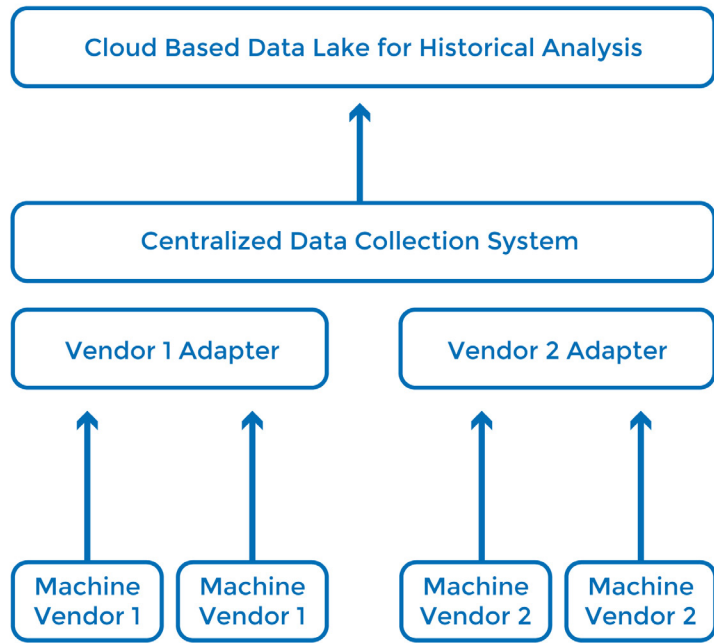 Cloud Based Data Lake for Historical Analysis
Centralized Data Collection System
Vendor 1 Adapter
Vendor 2 Adapter
Machine
Vendor 1
Machine
Vendor 1
Machine
Vendor 2
Machine
Vendor 2